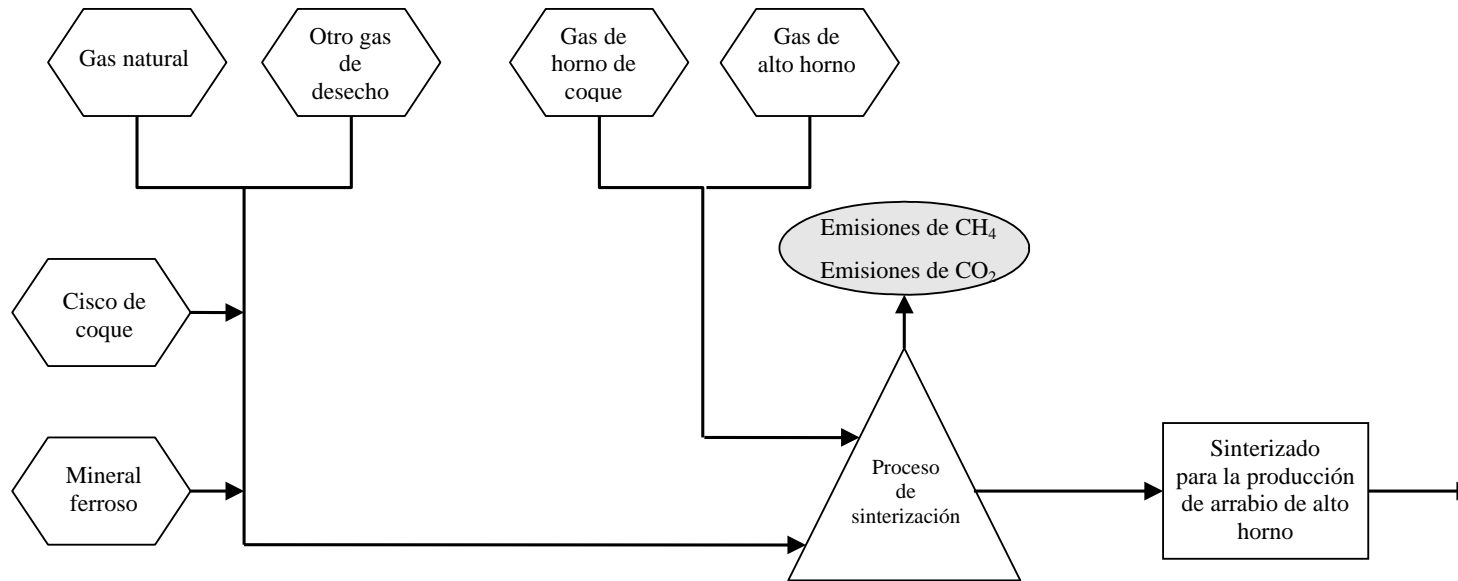 Gas natural
Otro gas
de
desecho
Gas de
horno de
coque
Gas de
alto horno
Emisiones de CH₄
Emisiones de CO₂
Cisco de
coque
Mineral
ferroso
Proceso
de
sinterización
Sinterizado
para la producción
de arrabio de alto
horno